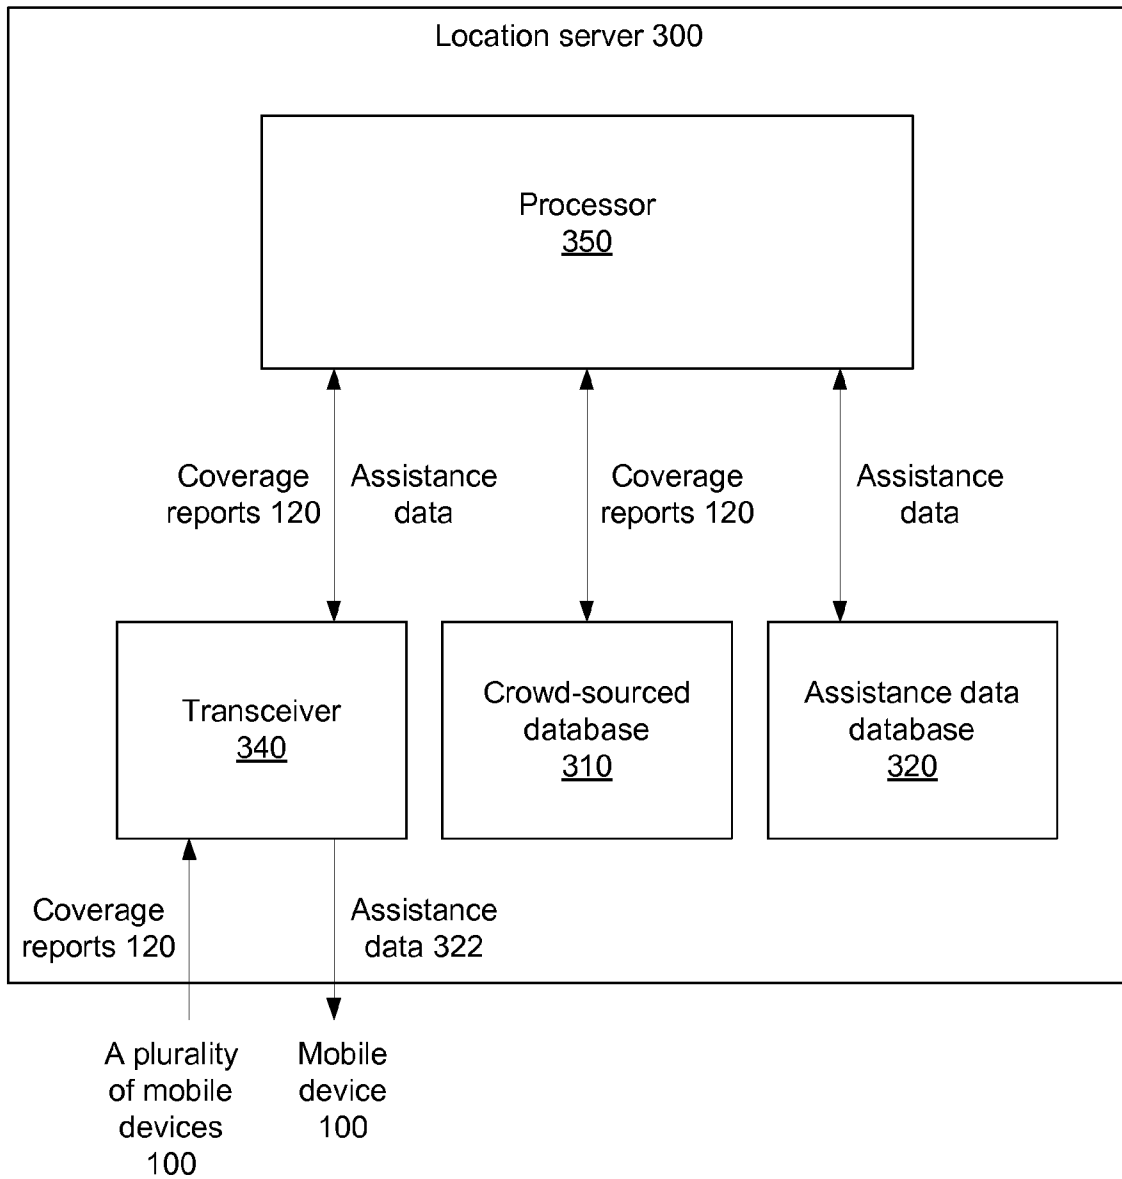 Location server 300
Processor
350
Coverage
reports 120
Assistance
data
Coverage
reports 120
Assistance
data
Transceiver
340
Crowd-sourced
database
310
Assistance data
database
320
Coverage
reports 120
Assistance
data 322
A plurality
of mobile
devices
100
Mobile
device
100